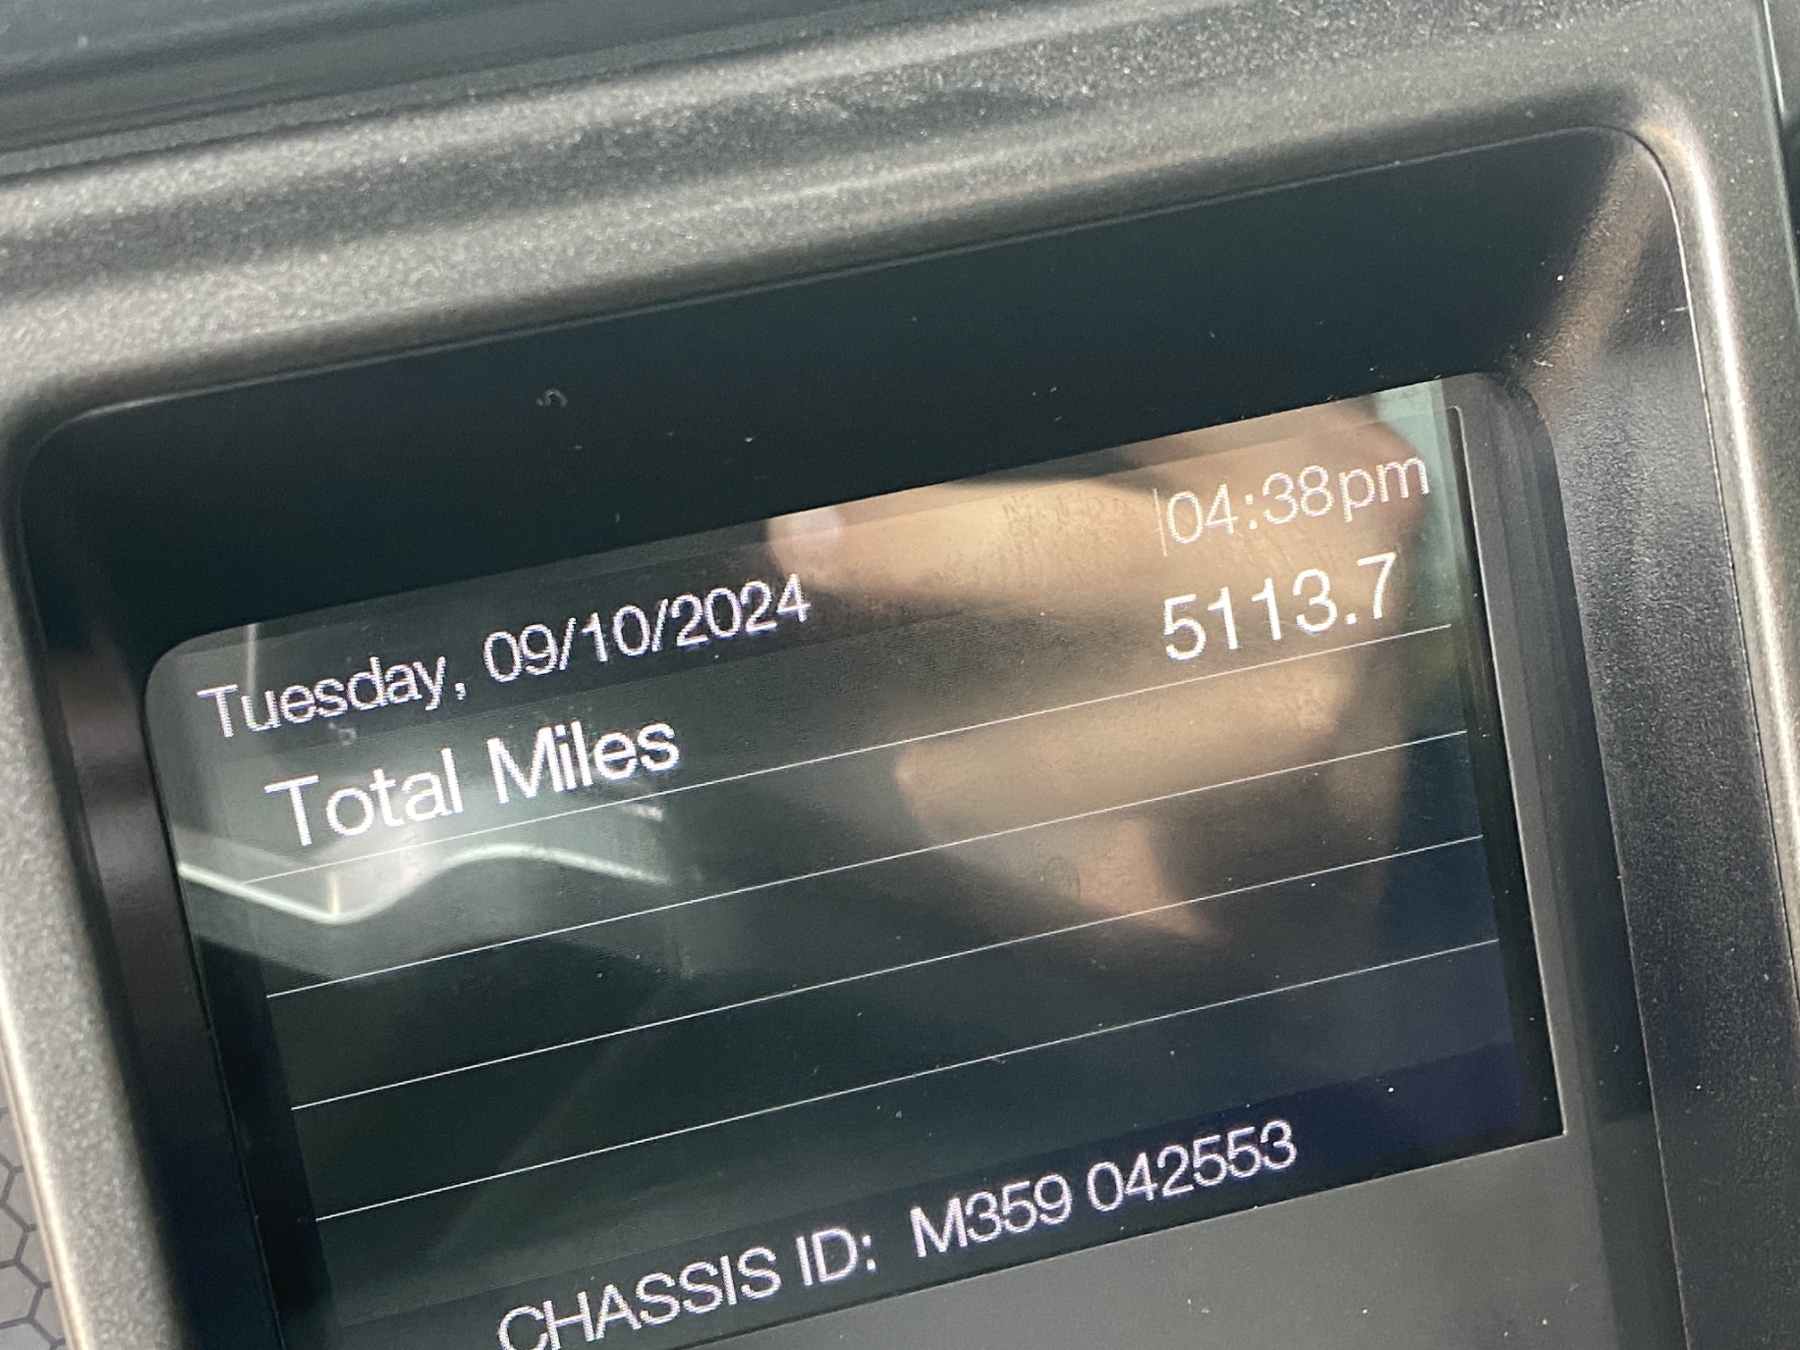 04:38pm
Tuesday, 09/10/2024
Total Miles 5113.7
CHASSIS ID: M359 042553